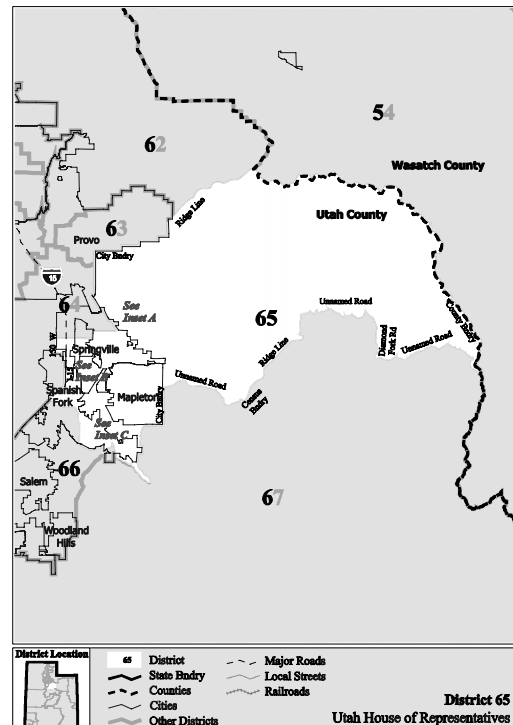 54
62
Wasatch County
Utah County
63
Ridge Line
Provo
City Bndry
15
64
See
Inset A
65
Unnamed Road
County Bndry
Diamond
Fork Rd
Unnamed Road
Ridge Line
Springville
See
Spanish
Fork
Mapleton
City Bndry
Unnamed Road
Census
Bndry
See
Inset C
66
Salem
67
Woodland
Hills
District Location
65 District
State Bndry
Counties
Cities
Other Districts
Major Roads
Local Streets
Railroads
District 65
Utah House of Representatives